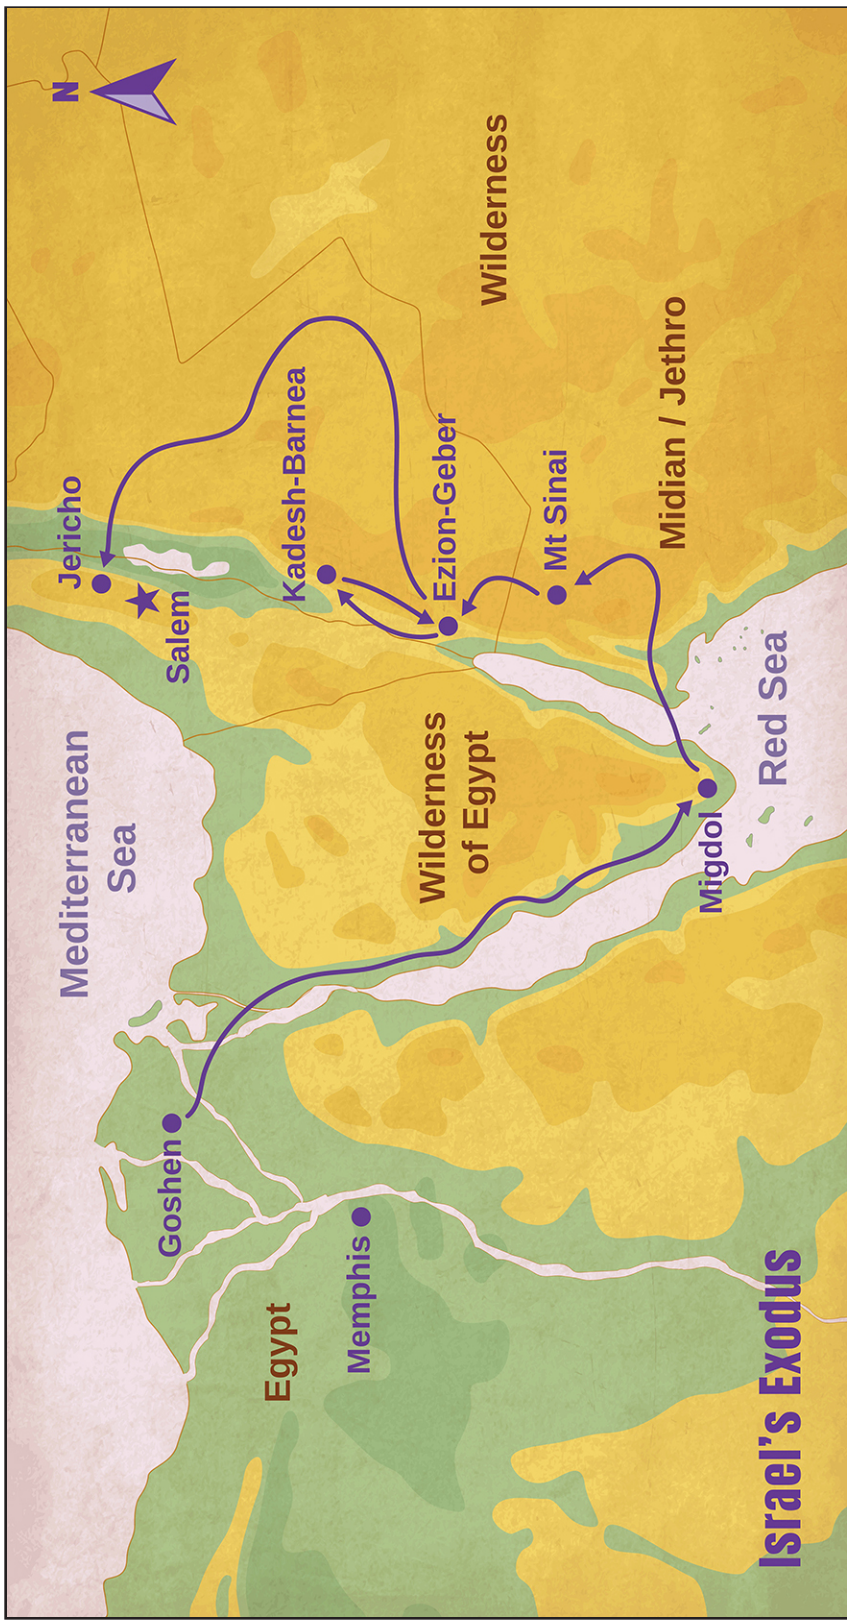 N
Mediterranean
Sea
Jericho
Salem
Goshen
Egypt
Memphis
Kadesh-Barnea
Ezion-Geber
Wilderness
Wilderness
of Egypt
Mt Sinai
Midian / Jethro
Migdol
Red Sea
Israel's Exodus